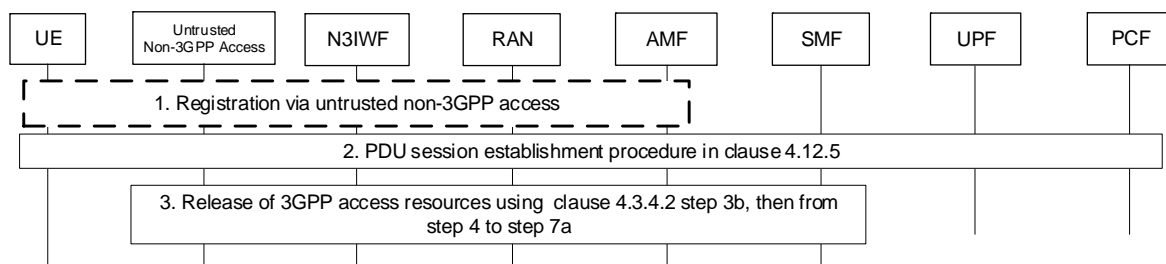 UE
Untrusted
Non-3GPP Access
N3IWF
RAN
AMF
SMF
UPF
PCF
1. Registration via untrusted non-3GPP access
2. PDU session establishment procedure in clause 4.12.5
3. Release of 3GPP access resources using  clause 4.3.4.2 step 3b, then from
step 4 to step 7a